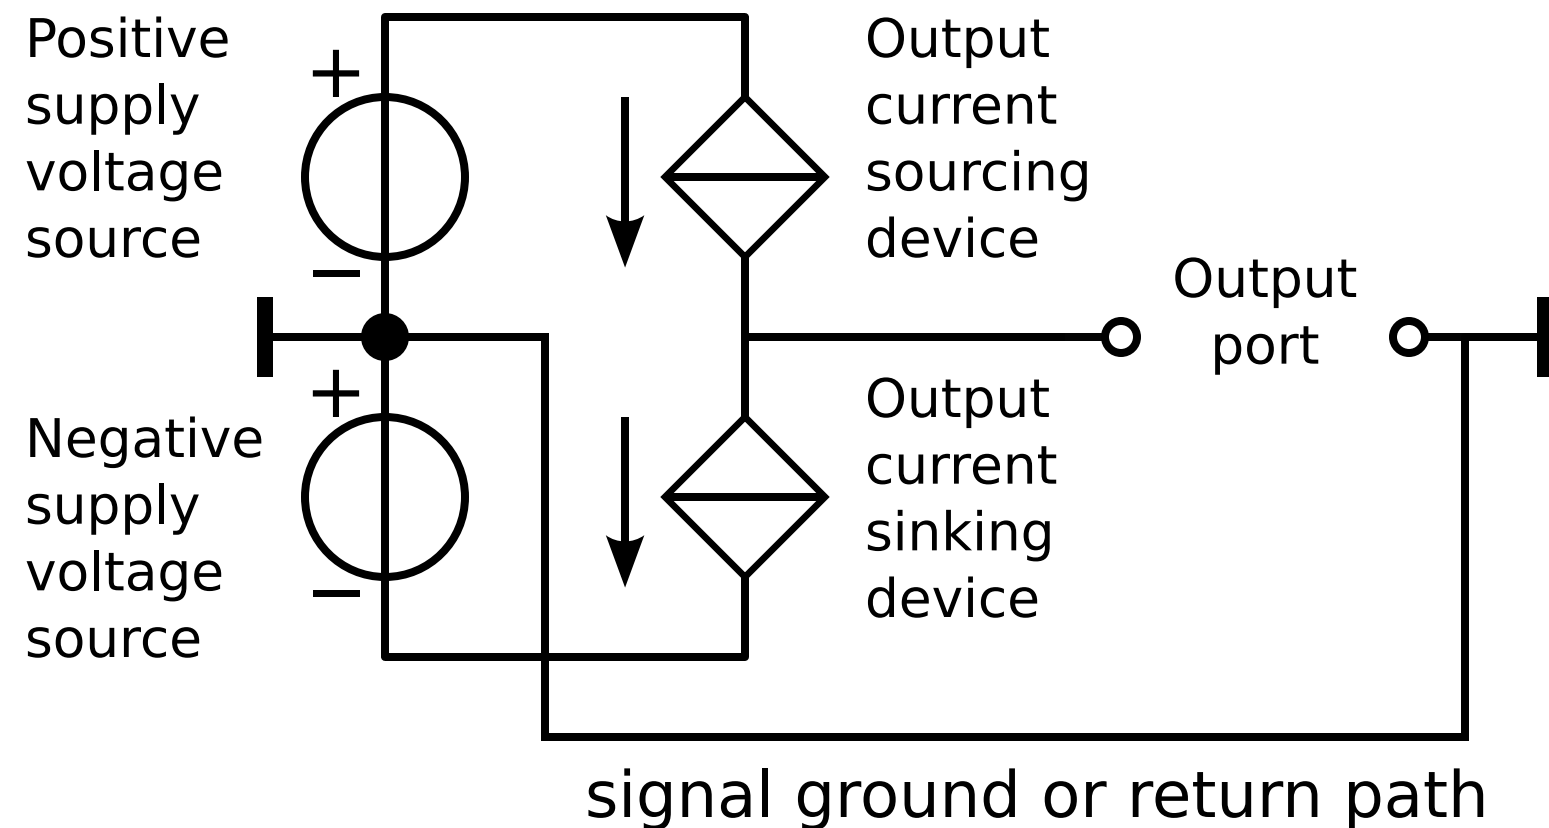 Positive
supply
voltage
source
+
−
Output
current
sourcing
device
Output
port
+
−
Negative
supply
voltage
source
Output
current
sinking
device
signal ground or return path